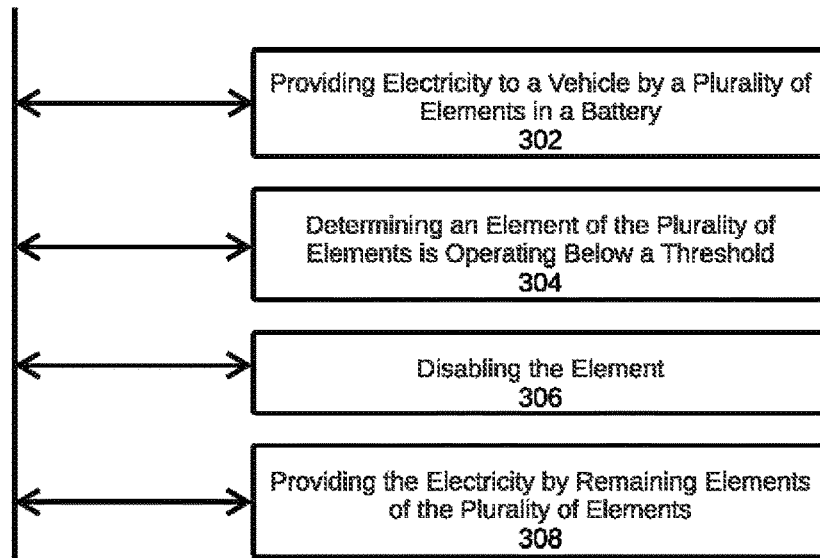 Providing Electricity to a Vehicle by a Plurality of
Elements in a Battery
302
Determining an Element of the Plurality of
Elements is Operating Below a Threshold
304
Disabling the Element
306
Providing the Electricity by Remaining Elements
of the Plurality of Elements
308